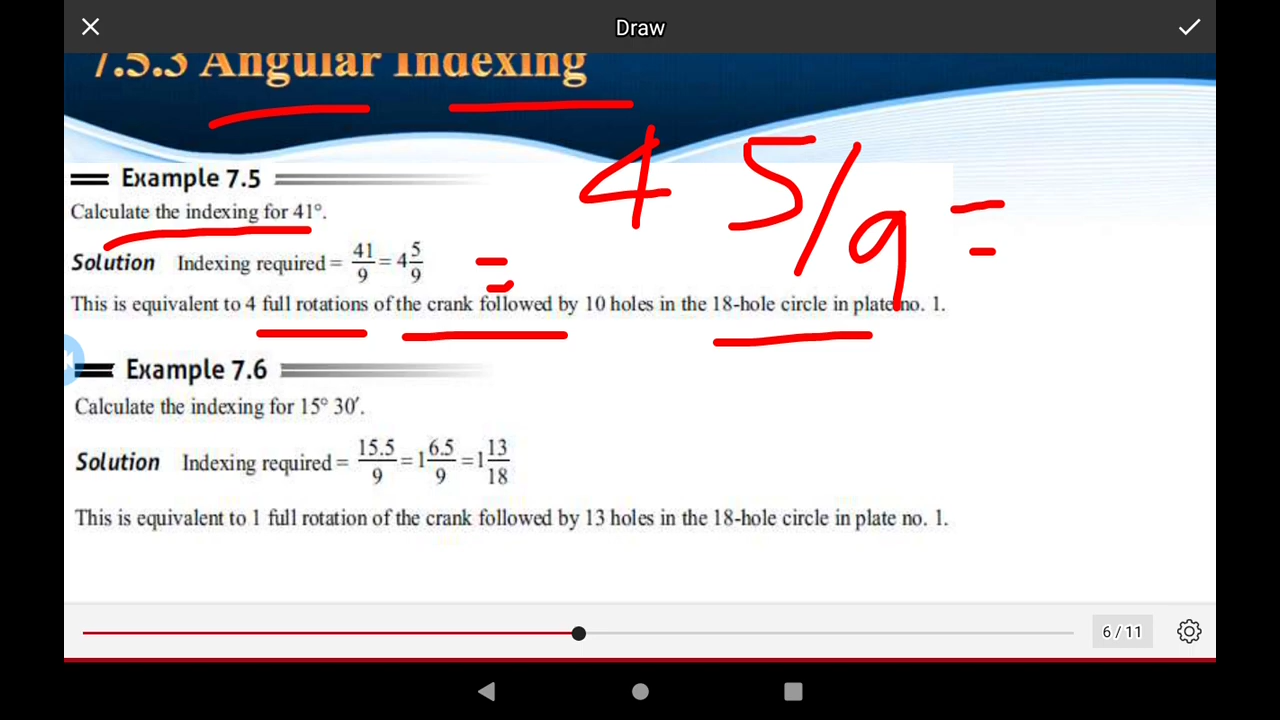 Draw
7.5.3 Angular Indexing
4 5/9 =
Example 7.5
Calculate the indexing for 41°.
Solution Indexing required = 41/9 = 4 5/9 =
This is equivalent to 4 full rotations of the crank followed by 10 holes in the 18-hole circle in plate no. 1.
Example 7.6
Calculate the indexing for 15° 30′.
Solution Indexing required = 15.5/9 = 1 6.5/9 = 1 13/18
This is equivalent to 1 full rotation of the crank followed by 13 holes in the 18-hole circle in plate no. 1.
6 / 11